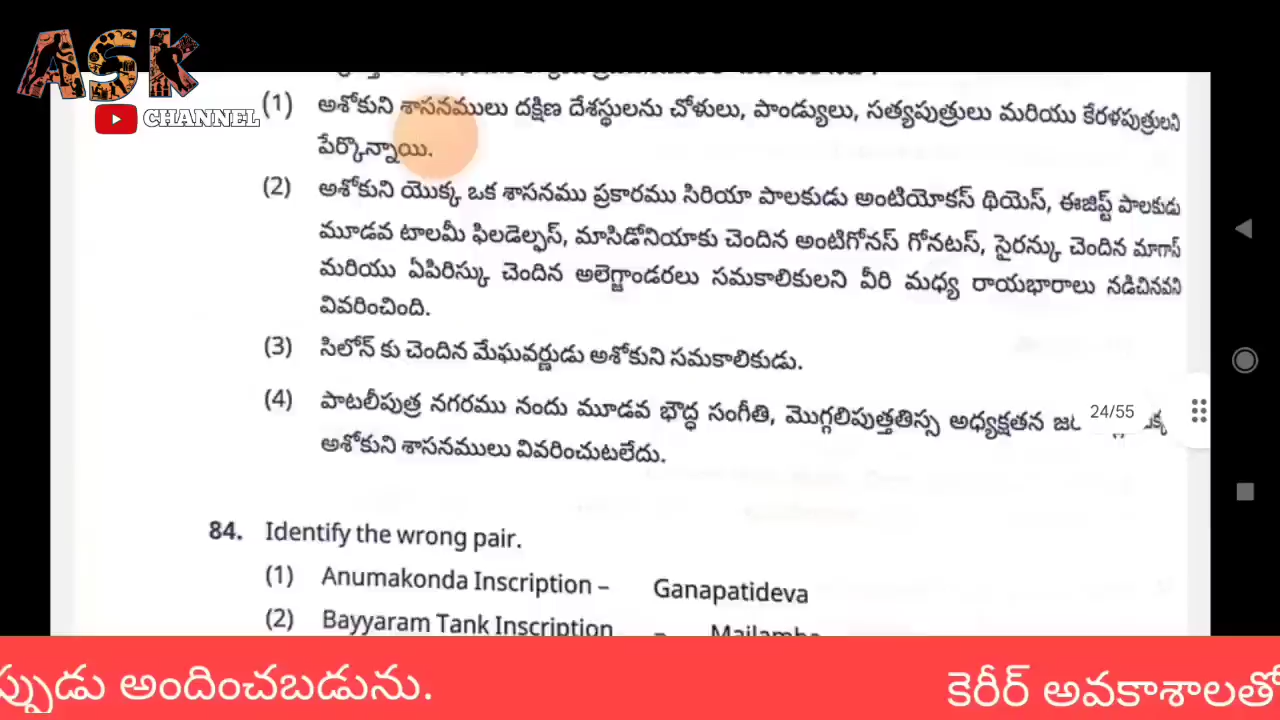 ASK
CHANNEL
(1) అశోకుని శాసనములు దక్షిణ దేశస్థులను చోళులు, పాండ్యులు, సత్యపుత్రులు మరియు కేరళపుత్రులని
పేర్కొన్నాయి.
(2) అశోకుని యొక్క ఒక శాసనము ప్రకారము సిరియా పాలకుడు అంటియోకస్ థియెస్, ఈజిప్ట్ పాలకుడు
మూడవ టాలమీ ఫిలడెల్ఫస్, మాసిడోనియాకు చెందిన అంటిగోనస్ గోనటస్, సైరన్కు చెందిన మాగాస్
మరియు ఏపిరిస్కు చెందిన అలెగ్జాండరలు సమకాలికులని వీరి మధ్య రాయభారాలు నడిచినవని
వివరించింది.
(3) సిలోన్ కు చెందిన మేఘవర్ణుడు అశోకుని సమకాలికుడు.
(4) పాటలీపుత్ర నగరము నందు మూడవ భౌద్ధ సంగీతి, మొగ్గలిపుత్తతిస్స అధ్యక్షతన
24/55
అశోకుని శాసనములు వివరించుటలేదు.
84. Identify the wrong pair.
(1) Anumakonda Inscription – Ganapatideva
(2) Bayyaram Tank Inscription – Mailamba
ప్పుడు అందించబడును. కెరీర్ అవకాశాలతో